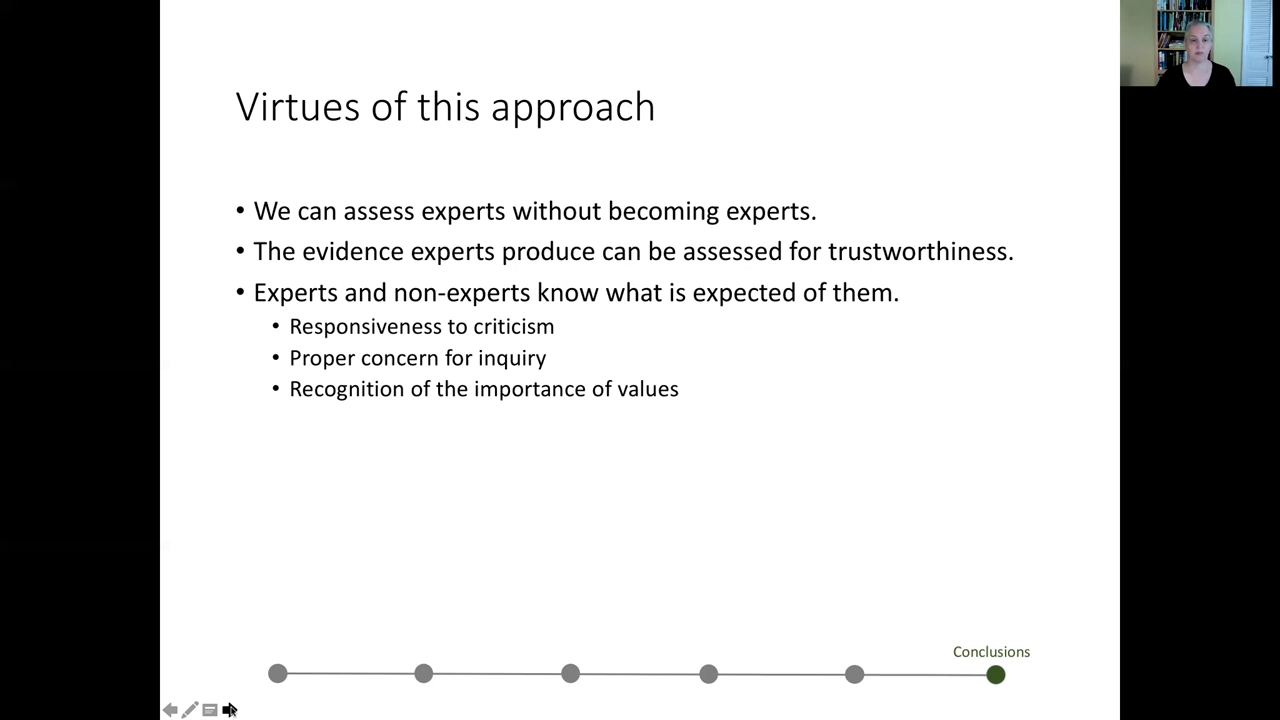 Virtues of this approach
• We can assess experts without becoming experts.
• The evidence experts produce can be assessed for trustworthiness.
• Experts and non-experts know what is expected of them.
• Responsiveness to criticism
• Proper concern for inquiry
• Recognition of the importance of values
Conclusions